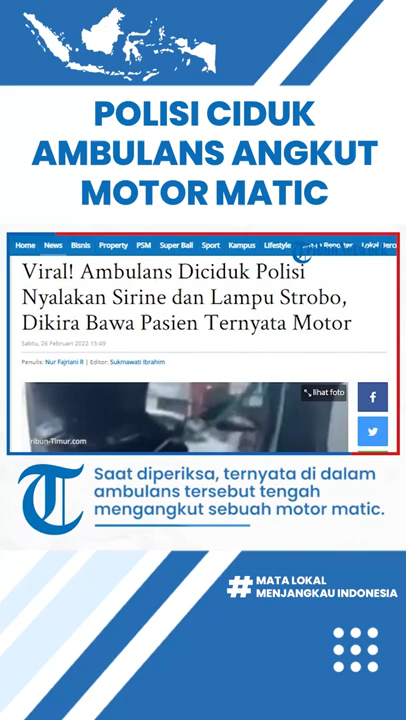 POLISI CIDUK
AMBULANS ANGKUT
MOTOR MATIC
Home News Bisnis Property PSM Super Ball Sport Kampus Lifestyle Reporter Lokal
Viral! Ambulans Diciduk Polisi
Nyalakan Sirine dan Lampu Strobo,
Dikira Bawa Pasien Ternyata Motor
Sabtu, 26 Februari 2022 15:49
Penulis: Nur Fajriani R | Editor: Sukmawati Ibrahim
lihat foto
ribun-Timur.com
Saat diperiksa, ternyata di dalam
ambulans tersebut tengah
mengangkut sebuah motor matic.
# MATA LOKAL
MENJANGKAU INDONESIA